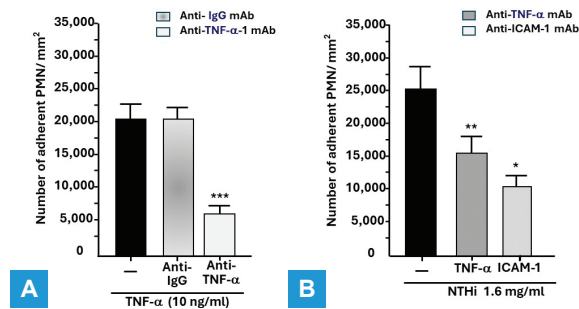 Anti- IgG mAb
Anti-TNF-α-1 mAb
Number of adherent PMN/ mm²
35,000
30,000
25,000
20,000
15,000
10,000
5,000
0
***
—
Anti-
IgG
Anti-
TNF-α
TNF-α (10 ng/ml)
A
Anti-TNF-α mAb
Anti-ICAM-1 mAb
Number of adherent PMN/ mm²
35,000
30,000
25,000
20,000
15,000
10,000
5,000
0
**
*
—
TNF-α ICAM-1
NTHi 1.6 mg/ml
B